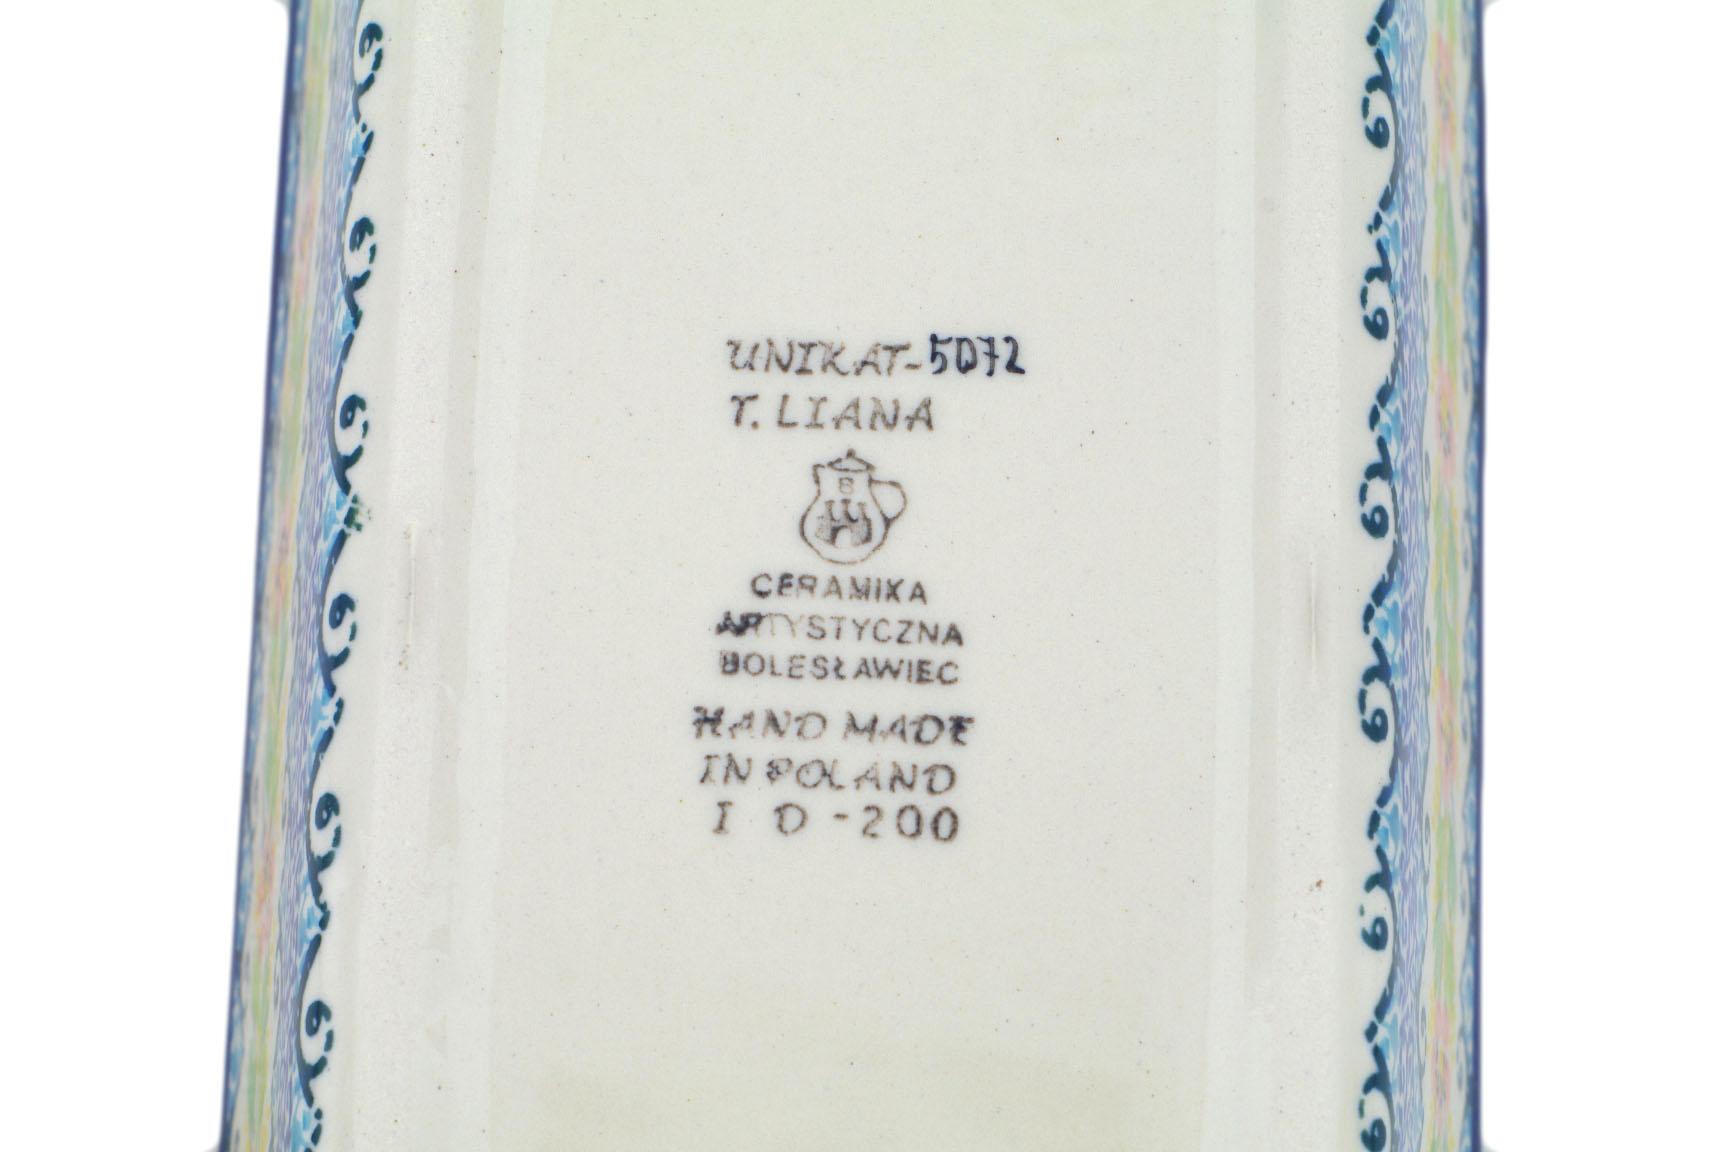 UNIKAT-5072
T. LIANA
B
CERAMIKA
ARTYSTYCZNA
BOLESŁAWIEC
HAND MADE
IN POLAND
I D -200